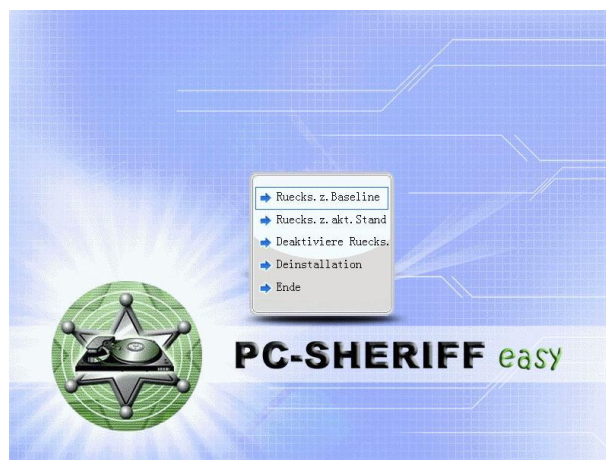 Ruecks.z.Baseline
Ruecks.z.akt.Stand
Deaktiviere Ruecks.
Deinstallation
Ende
PC-SHERIFF easy